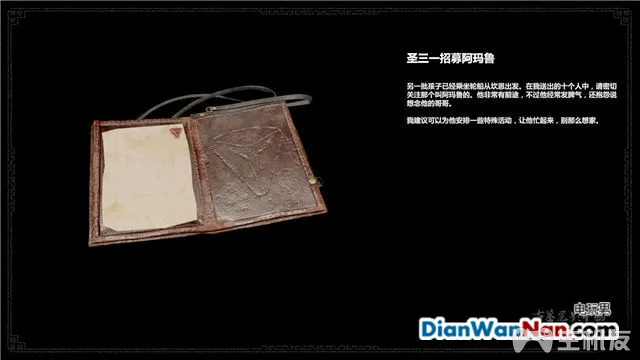 圣三一招募阿玛鲁
另一批孩子已经乘坐轮船从坎恩出发。在我送出的十个人中，请密切
关注那个叫阿玛鲁的。他非常有前途，不过他经常发脾气，还抱怨说
想念他的哥哥。
我建议可以为他安排一些特殊活动，让他忙起来，别那么想家。
电玩男
DianWanNan.com